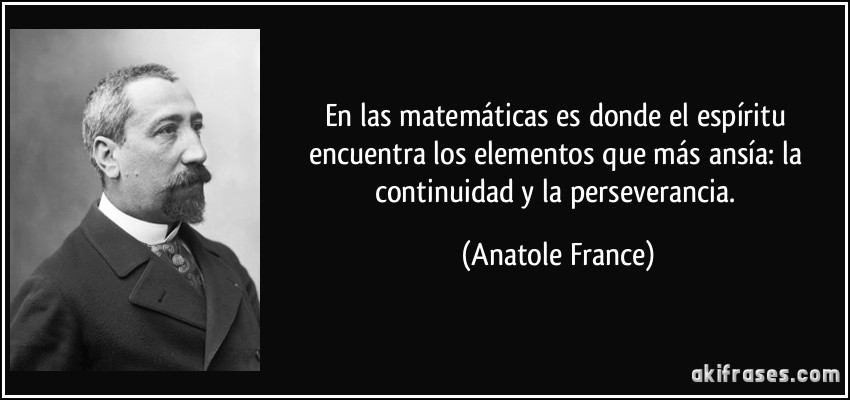 En las matemáticas es donde el espíritu
encuentra los elementos que más ansía: la
continuidad y la perseverancia.
(Anatole France)
akifrases.com